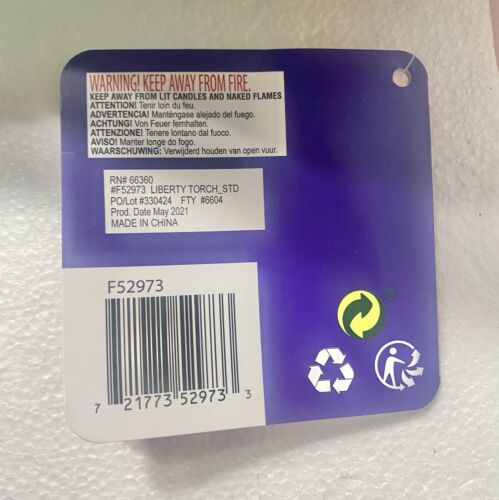 WARNING! KEEP AWAY FROM FIRE.
KEEP AWAY FROM LIT CANDLES AND NAKED FLAMES
ATTENTION! Tenir loin du feu.
ADVERTENCIA! Manténgase alejado del fuego.
ACHTUNG! Von Feuer fernhalten.
ATTENZIONE! Tenere lontano dal fuoco.
AVISO! Manter longe do fogo.
WAARSCHUWING: Verwijderd houden van open vuur.
RN# 66360
#F52973 LIBERTY TORCH_STD
PO/Lot #330424 FTY #6604
Prod. Date May 2021
MADE IN CHINA
F52973
7 21773 52973 3